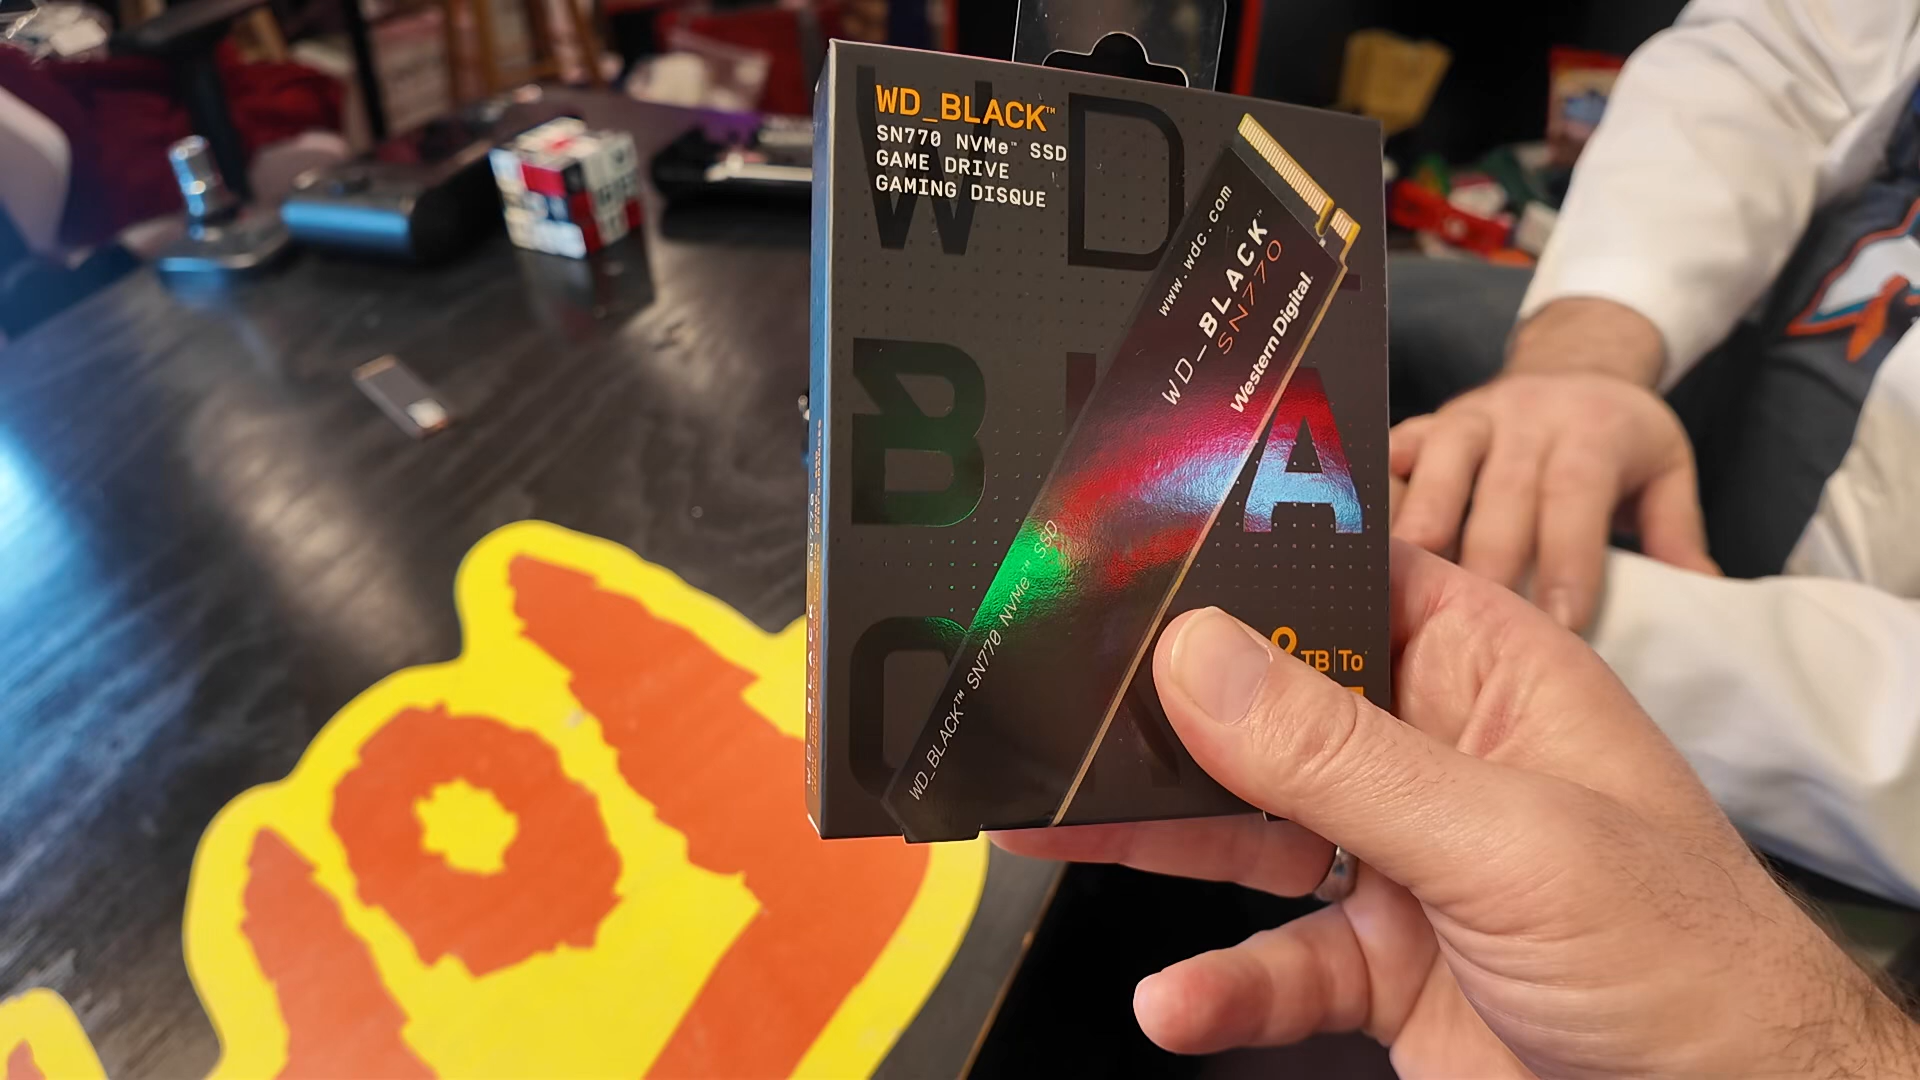 WD_BLACK™
SN770 NVMe™ SSD
GAME DRIVE
GAMING DISQUE
www.wdc.com
WD_BLACK™
SN770
Western Digital
WD_BLACK™ SN770 NVMe™ SSD
TB|To